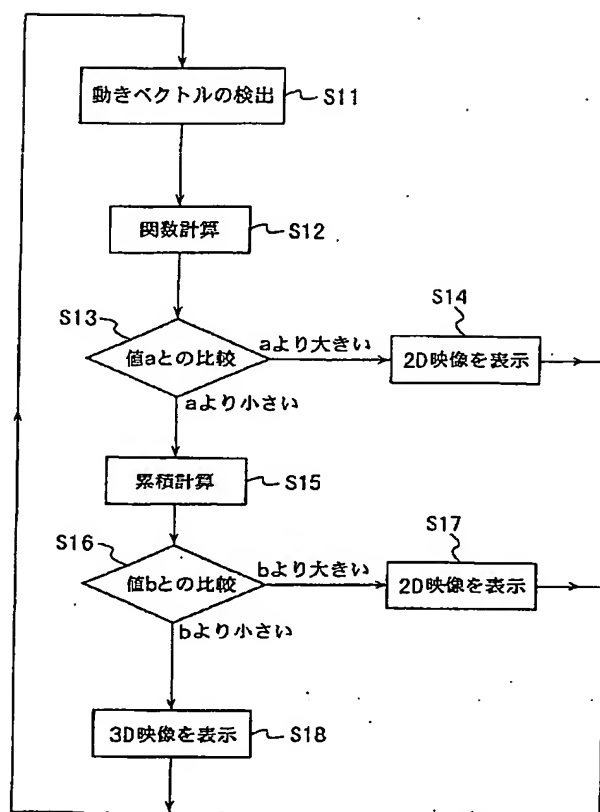 動きベクトルの検出 S11
関数計算 S12
S13
値aとの比較
aより大きい
S14
2D映像を表示
aより小さい
累積計算 S15
S16
値bとの比較
bより大きい
S17
2D映像を表示
bより小さい
3D映像を表示 S18